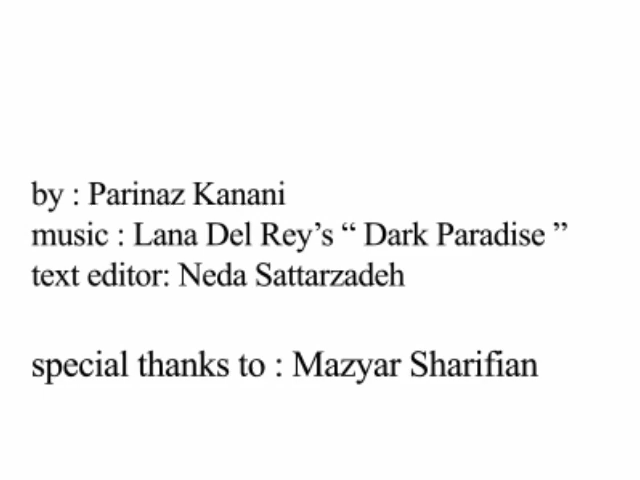 by : Parinaz Kanani
music : Lana Del Rey’s “ Dark Paradise ”
text editor: Neda Sattarzadeh
special thanks to : Mazyar Sharifian